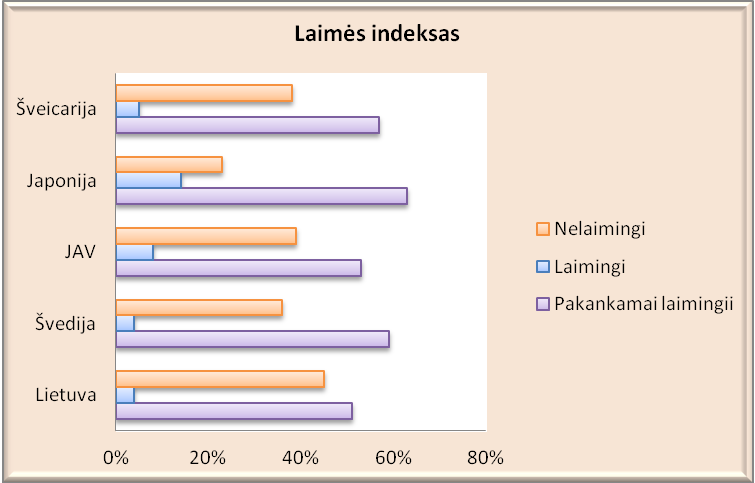 Laimės indeksas
Šveicarija
Japonija
JAV
Švedija
Lietuva
0% 20% 40% 60% 80%
Nelaimingi
Laimingi
Pakankamai laimingii